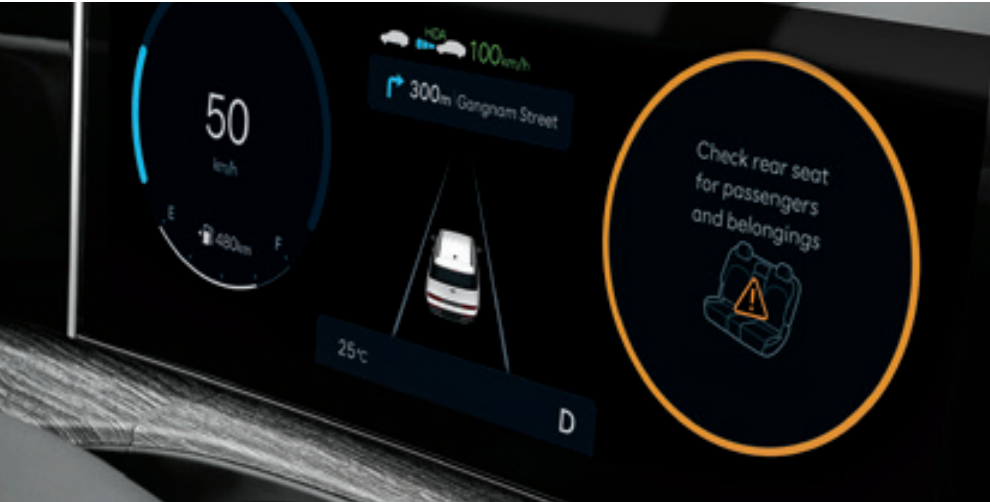 50
km/h
E
480km
F
HDA
100km/h
300m Gangnam Street
25℃
D
Check rear seat
for passengers
and belongings